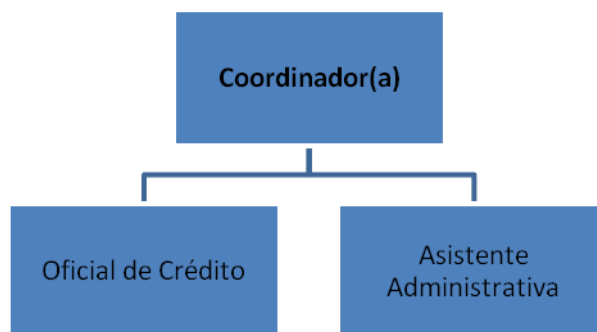 Coordinador(a)
Oficial de Crédito
Asistente
Administrativa